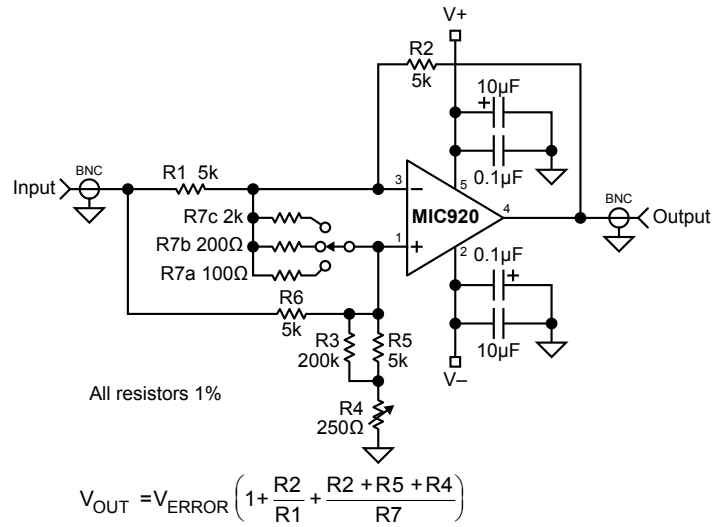 V+
R2
5k
10µF
+
0.1µF
BNC
Input
R1 5k
3
−
5
MIC920
4
BNC
Output
R7c 2k
R7b 200Ω
R7a 100Ω
1
+
2
0.1µF
+
10µF
V–
R6
5k
R3
200k
R5
5k
R4
250Ω
All resistors 1%
V_OUT = V_ERROR (1 + R2/R1 + (R2 + R5 + R4)/R7)